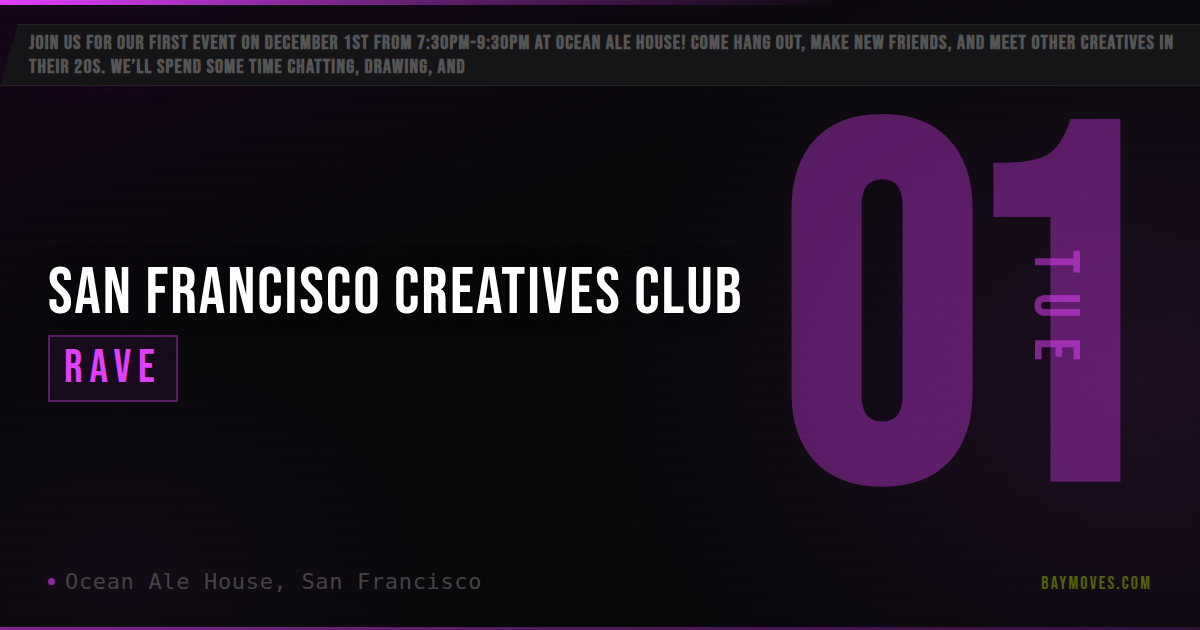 JOIN US FOR OUR FIRST EVENT ON DECEMBER 1ST FROM 7:30PM-9:30PM AT OCEAN ALE HOUSE! COME HANG OUT, MAKE NEW FRIENDS, AND MEET OTHER CREATIVES IN
THEIR 20S. WE'LL SPEND SOME TIME CHATTING, DRAWING, AND
01
TUE
SAN FRANCISCO CREATIVES CLUB
RAVE
Ocean Ale House, San Francisco
BAYMOVES.COM